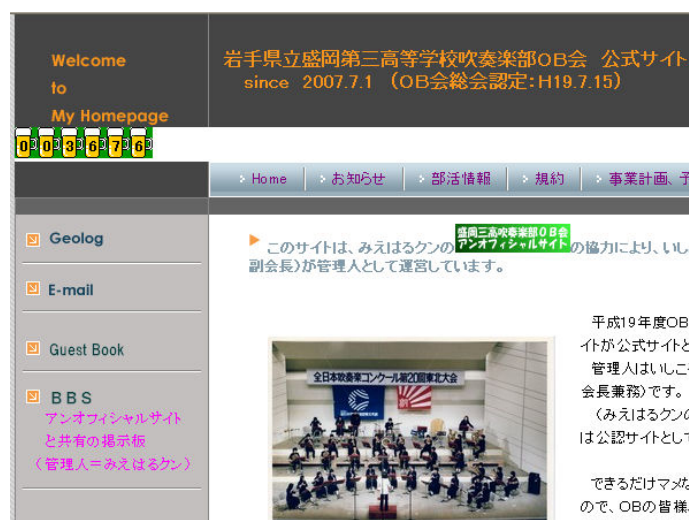 Welcome
to
My Homepage
岩手県立盛岡第三高等学校吹奏楽部OB会 公式サイト
since 2007.7.1 （OB会総会認定：H19.7.15）
003676
Home
お知らせ
部活情報
規約
事業計画、予
Geolog
E-mail
Guest Book
BBS
アンオフィシャルサイト
と共有の掲示板
（管理人＝みえはるクン）
このサイトは、みえはるクンの 盛岡三高吹奏楽部OB会 アンオフィシャルサイト の協力により、いし
副会長）が管理人として運営しています。
全日本吹奏楽コンクール第20回東北大会
平成19年度OB
イトが公式サイトと
管理人はいしこ
会長兼務）です。
（みえはるクンの
は公認サイトとして
できるだけマメな
ので、OBの皆様